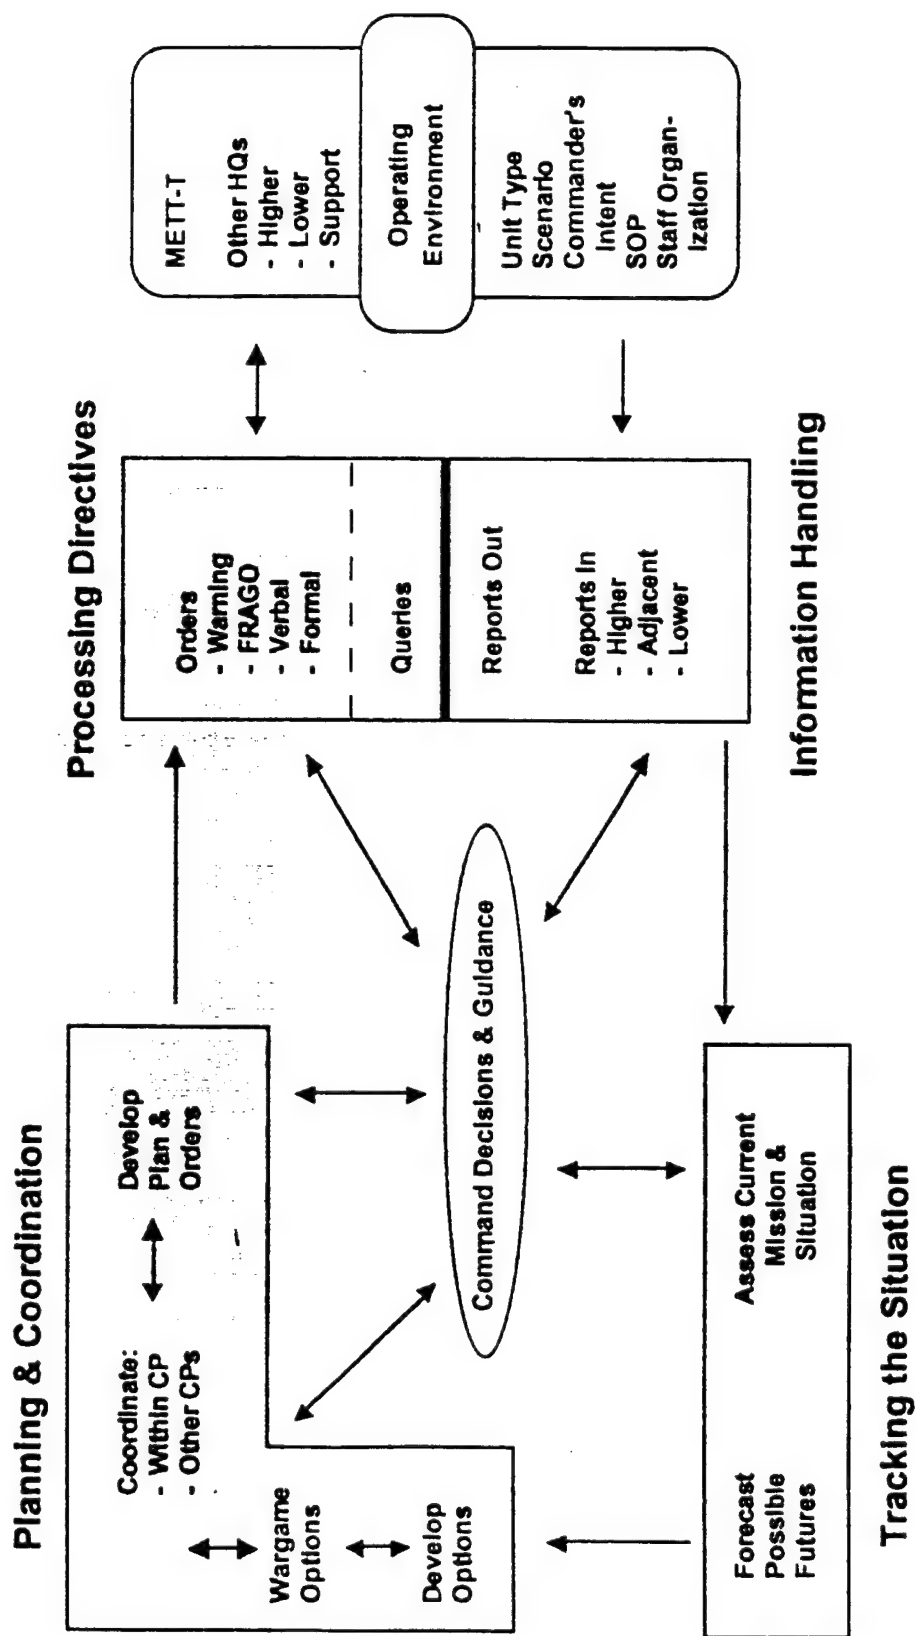 Planning & Coordination
Coordinate:
- Within CP
- Other CPs
Develop
Plan &
Orders
Wargame
Options
Develop
Options
Processing Directives
Orders
- Warning
- FRAGO
- Verbal
- Formal
Queries
Reports Out
Reports In
- Higher
- Adjacent
- Lower
Information Handling
METT-T
Other HQs
- Higher
- Lower
- Support
Operating
Environment
Unit Type
Scenario
Commander's
Intent
SOP
Staff Organ-
ization
Command Decisions & Guidance
Forecast
Possible
Futures
Assess Current
Mission &
Situation
Tracking the Situation